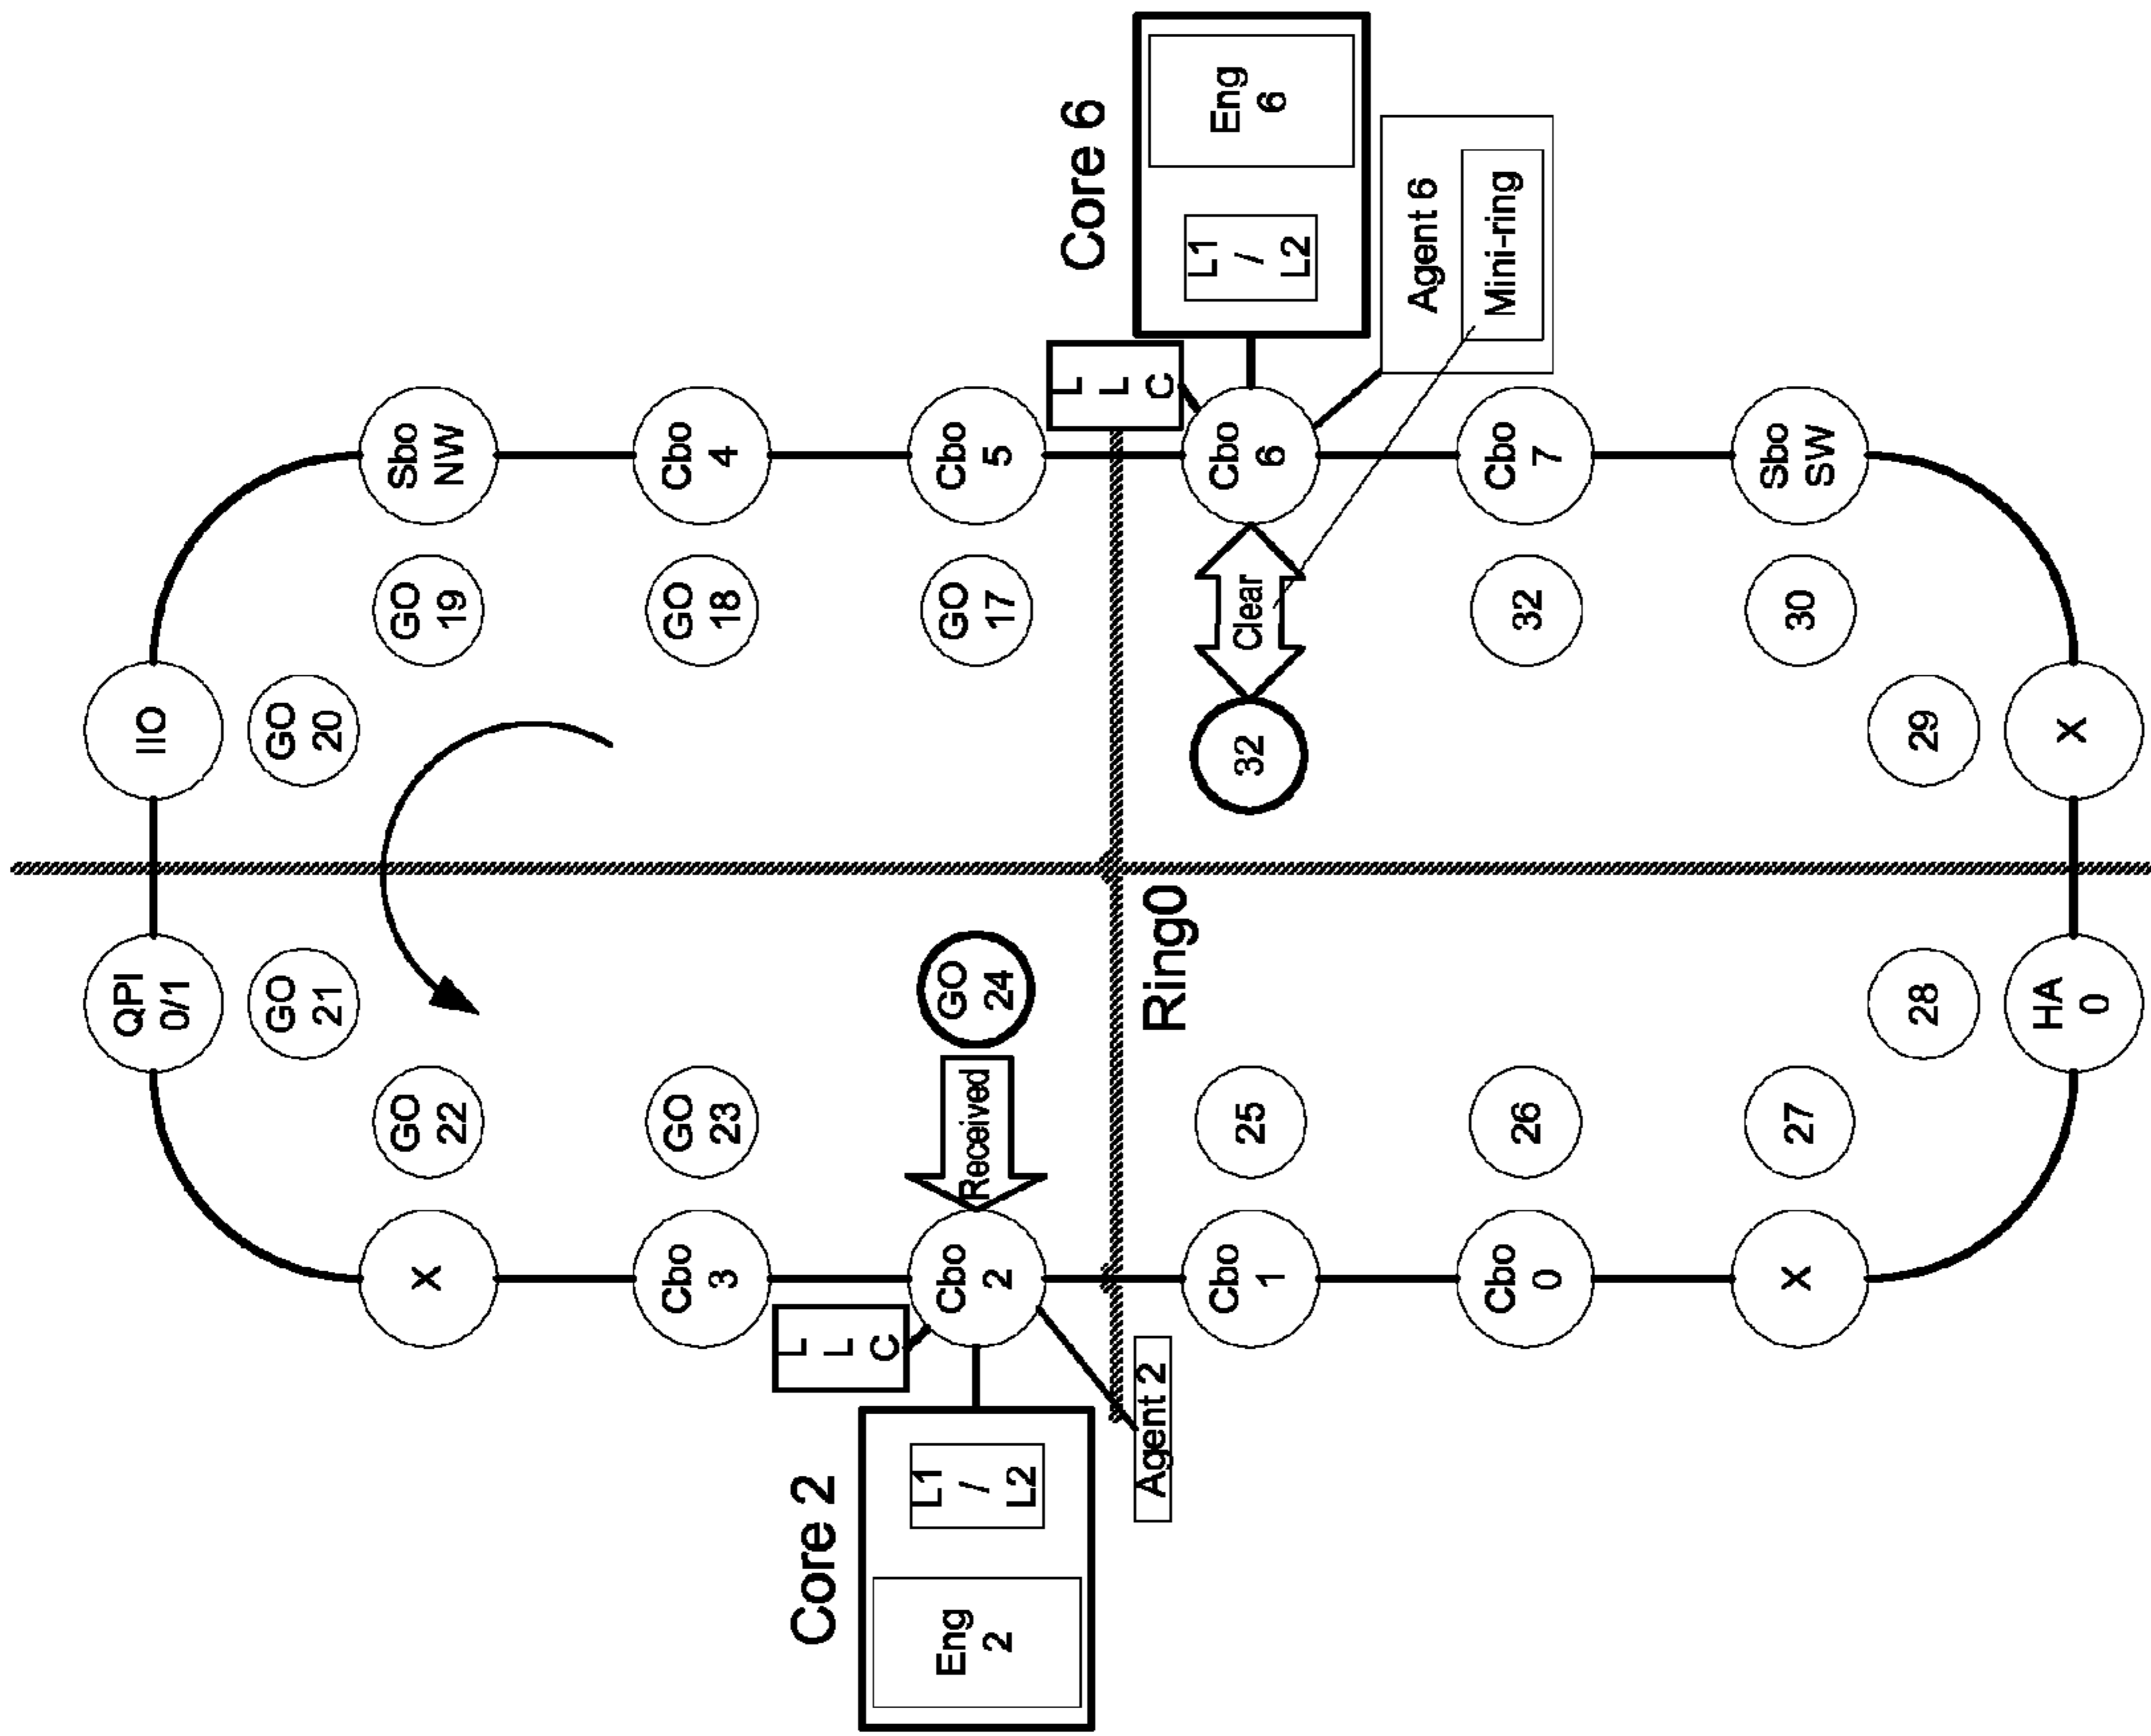 QPI
0/1
IIO
GO
21
GO
20
X
GO
22
GO
19
Sbo
NW
Cbo
3
GO
23
GO
18
Cbo
4
Core 2
L
L
C
Eng
2
L1
/
L2
Cbo
2
Received
GO
24
GO
17
Cbo
5
Agent 2
Ring0
L
L
C
Core 6
Cbo
1
25
32
Clear
Cbo
6
L1
/
L2
Eng
6
Agent 6
Mini-ring
Cbo
0
26
32
Cbo
7
X
27
30
Sbo
SW
28
29
HA
0
X